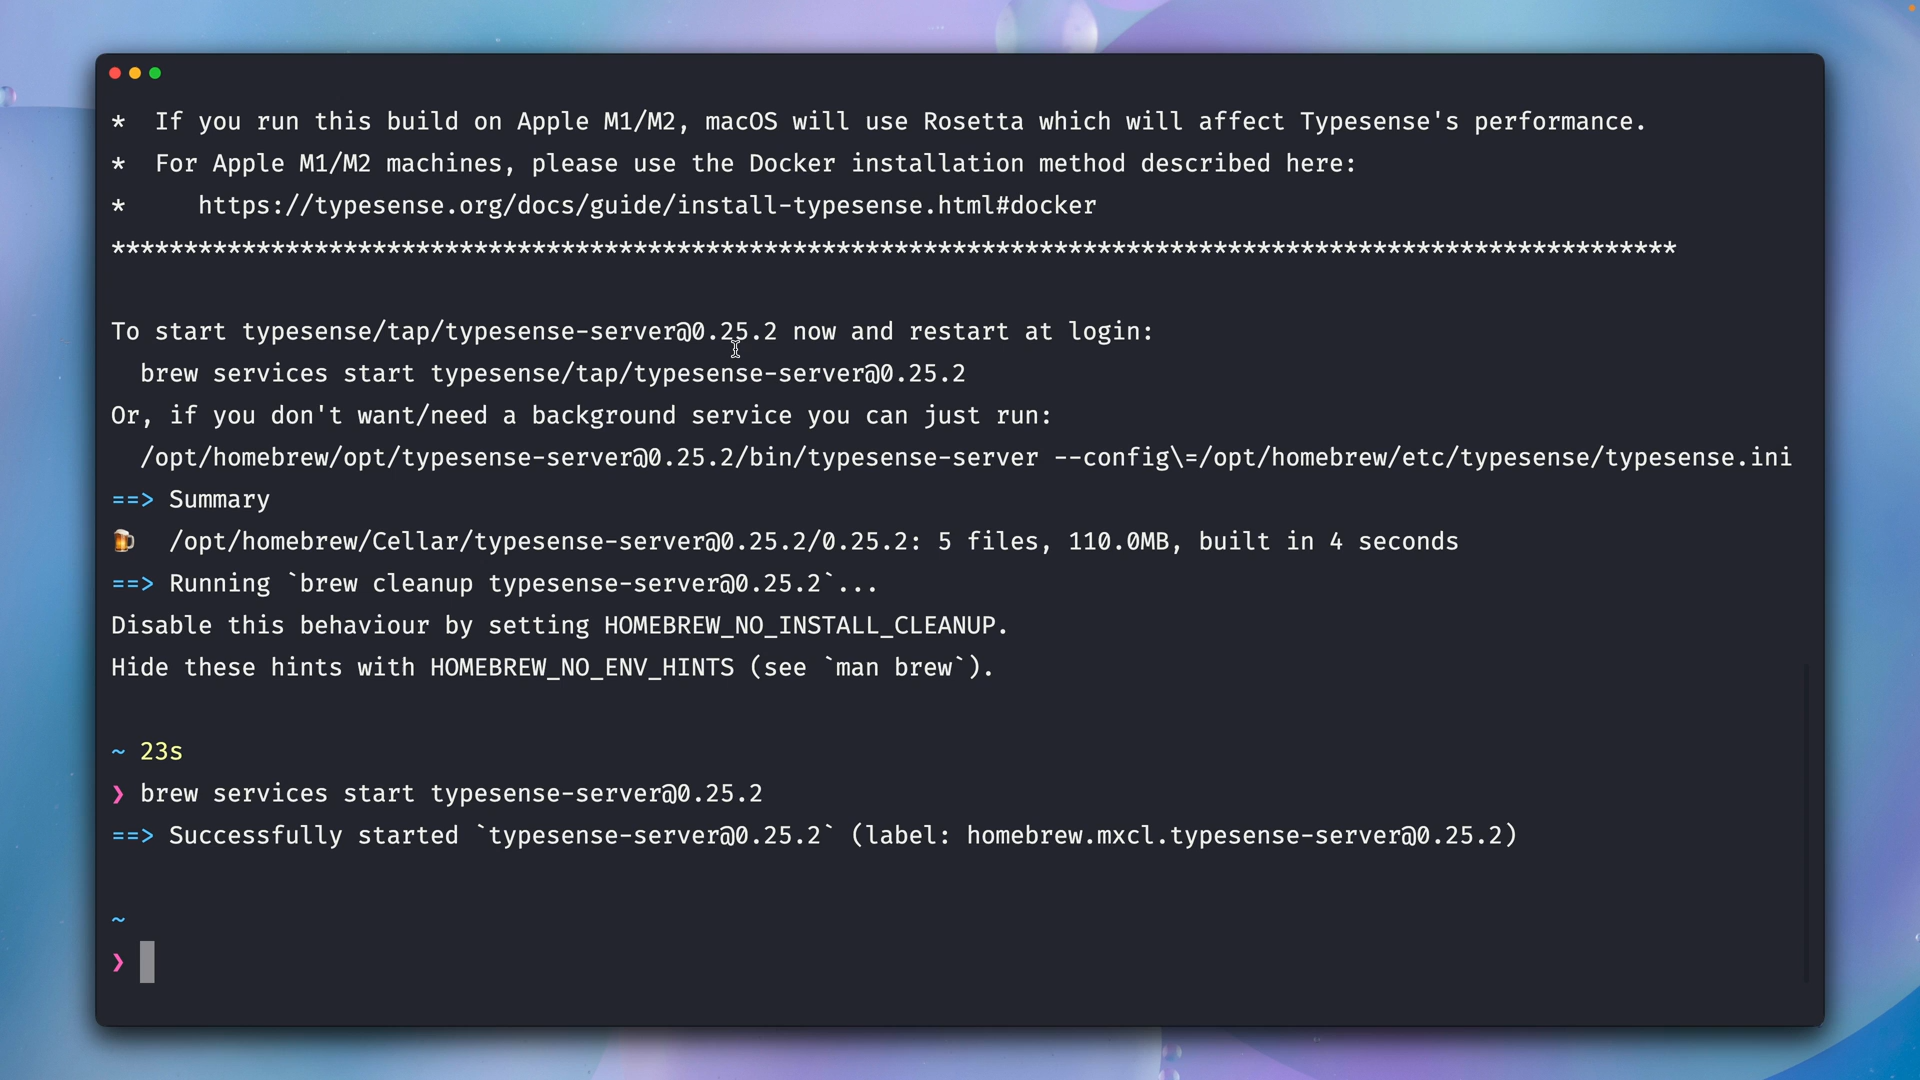 *  If you run this build on Apple M1/M2, macOS will use Rosetta which will affect Typesense's performance.
*  For Apple M1/M2 machines, please use the Docker installation method described here:
*     https://typesense.org/docs/guide/install-typesense.html#docker
************************************************************************************************************
To start typesense/tap/typesense-server@0.25.2 now and restart at login:
  brew services start typesense/tap/typesense-server@0.25.2
Or, if you don't want/need a background service you can just run:
  /opt/homebrew/opt/typesense-server@0.25.2/bin/typesense-server --config\=/opt/homebrew/etc/typesense/typesense.ini
==> Summary
🍺  /opt/homebrew/Cellar/typesense-server@0.25.2/0.25.2: 5 files, 110.0MB, built in 4 seconds
==> Running `brew cleanup typesense-server@0.25.2`...
Disable this behaviour by setting HOMEBREW_NO_INSTALL_CLEANUP.
Hide these hints with HOMEBREW_NO_ENV_HINTS (see `man brew`).
~ 23s
❯ brew services start typesense-server@0.25.2
==> Successfully started `typesense-server@0.25.2` (label: homebrew.mxcl.typesense-server@0.25.2)
~
❯